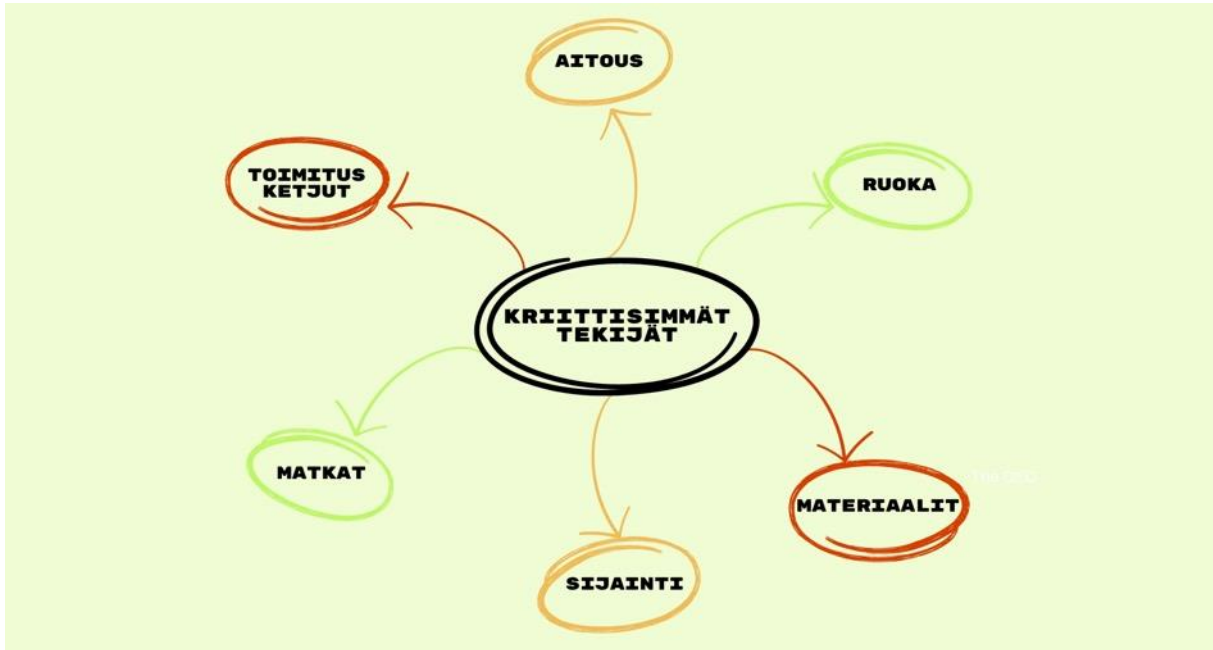 AITOUS
TOIMITUS
KETJUT
RUOKA
KRIITTISIMMÄT
TEKIJÄT
MATKAT
MATERIAALIT
SIJAINTI